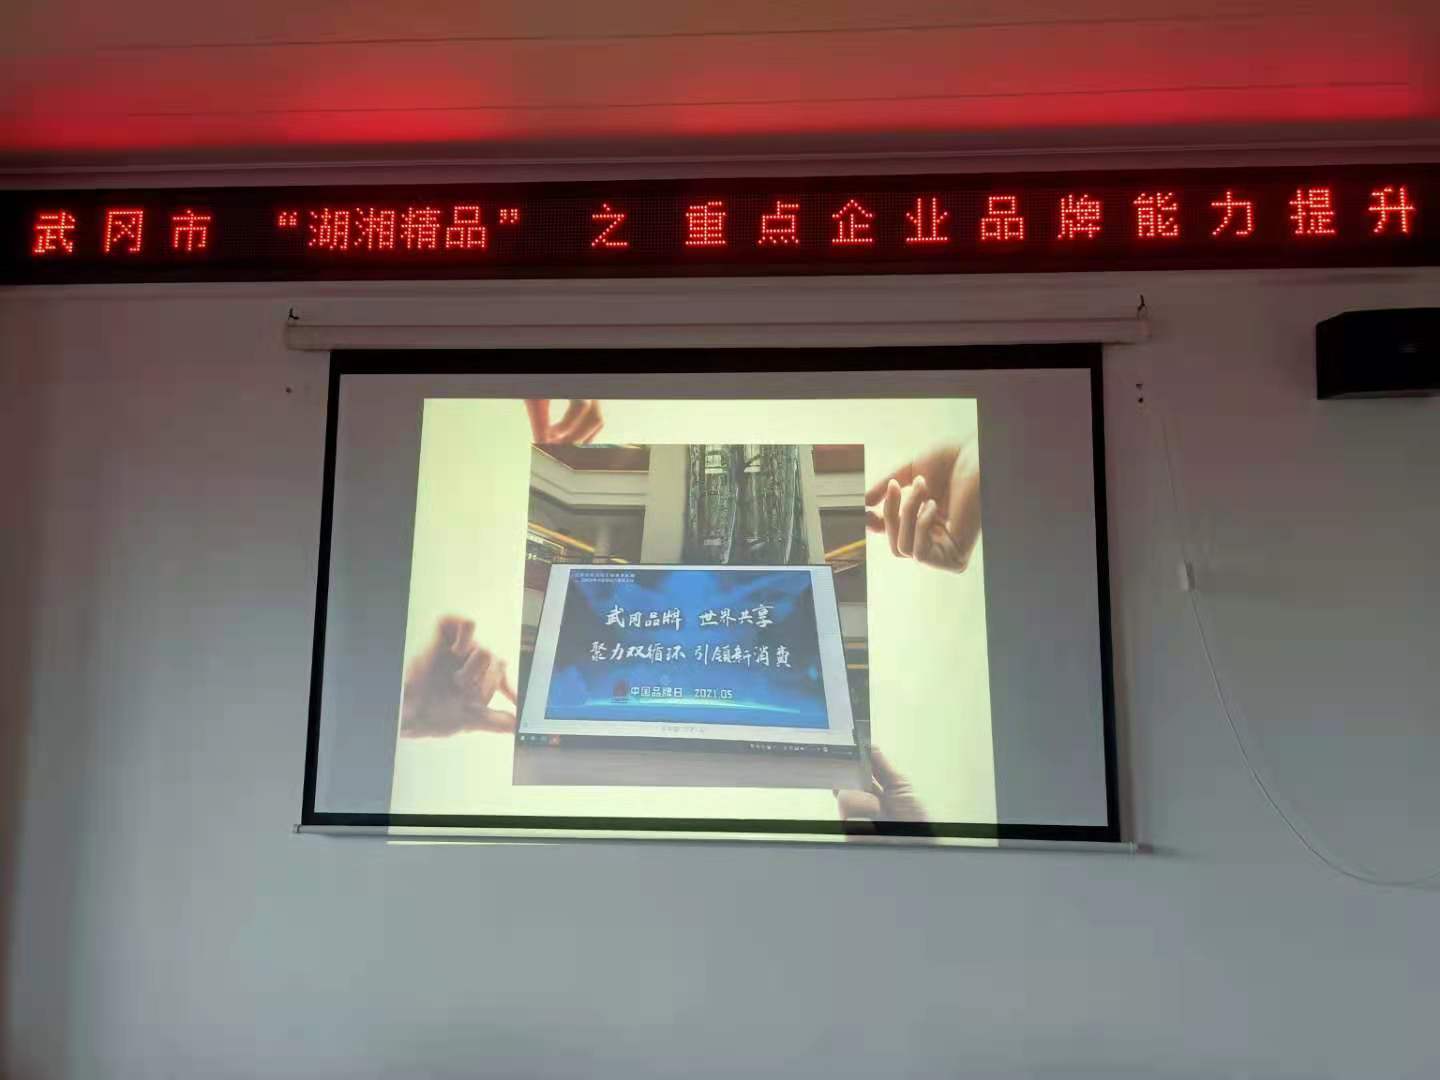 武冈市 “湖湘精品” 之 重点企业品牌能力提升
武冈品牌 世界共享
聚力双循环 引领新消费
中国品牌日 2021.05